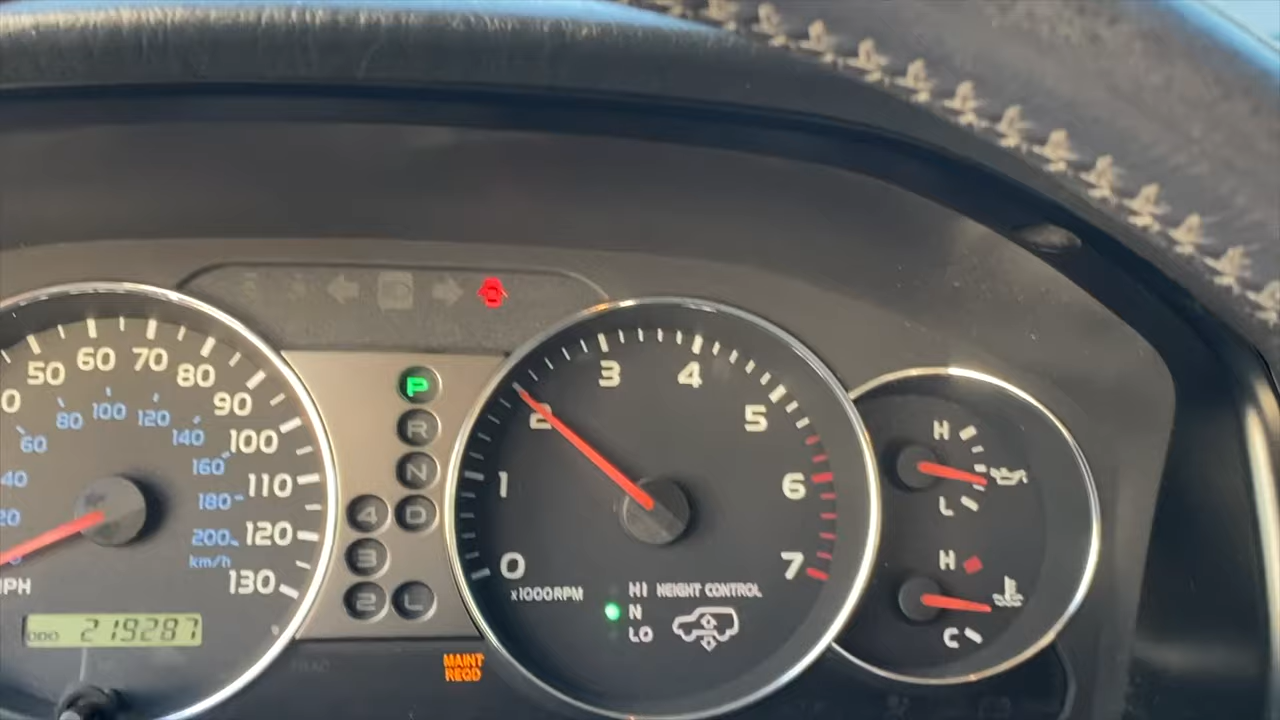 50 60 70 80 90 100 110 120 130
40 60 80 100 120 140 160 180 200
km/h
MPH
ODO 219287
P
R
N
4 D
3
2 L
MAINT
REQD
0 1 2 3 4 5 6 7
x1000RPM
HI HEIGHT CONTROL
N
LO
H
L
H
C